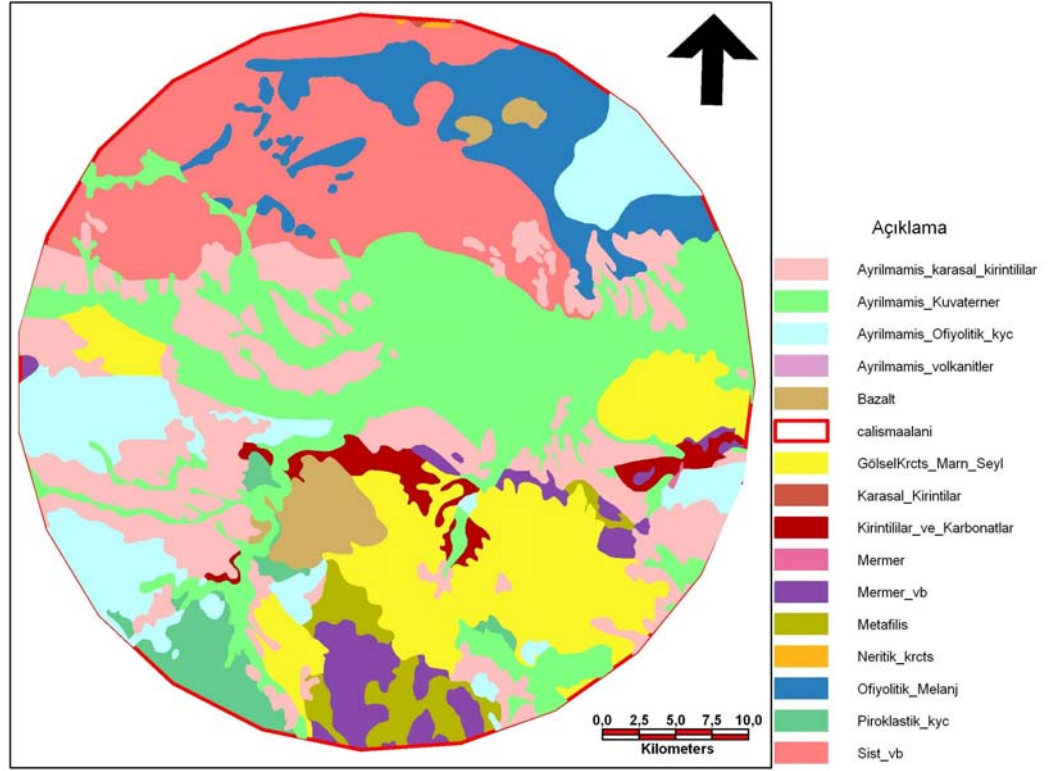 Açıklama
Ayrilmamis_karasal_kirintililar
Ayrilmamis_Kuvaterner
Ayrilmamis_Ofiyolitik_kyc
Ayrilmamis_volkanitler
Bazalt
calismaalani
GölselKrcts_Marn_Seyl
Karasal_Kirintilar
Kirintililar_ve_Karbonatlar
Mermer
Mermer_vb
Metafilis
Neritik_krcts
Ofiyolitik_Melanj
Piroklastik_kyc
Sist_vb
0,0 2,5 5,0 7,5 10,0
Kilometers